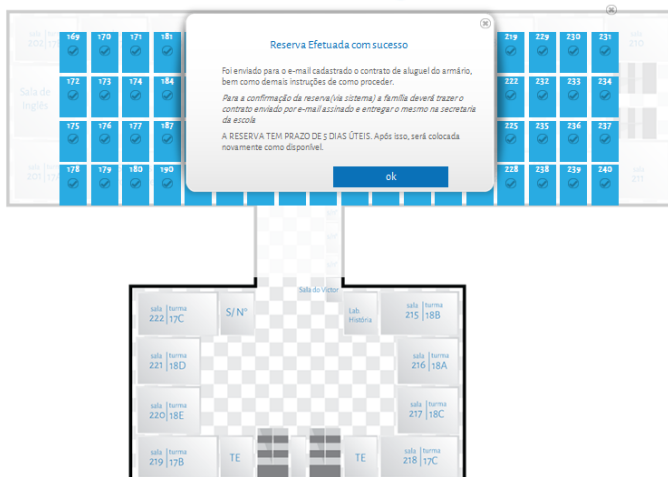 169 170 171 181
219 229 230 231
172 173 174 184
222 232 233 234
175 176 177 187
225 235 236 237
178 179 180 190
228 238 239 240
Sala de
Inglês
sala
210
sala
211
Reserva Efetuada com sucesso
Foi enviado para o e-mail cadastrado o contrato de aluguel do armário,
bem como demais instruções de como proceder.
Para a confirmação da reserva(via sistema) a família deverá trazer o
contrato enviado por e-mail assinado e entregar o mesmo na secretaria
da escola
A RESERVA TEM PRAZO DE 5 DIAS ÚTEIS. Após isso, será colocada
novamente como disponível.
ok
Sala do Victor
sala turma
222 17C
S/ Nº
Lab.
História
sala turma
215 18B
sala turma
221 18D
sala turma
216 18A
sala turma
220 18E
sala turma
217 18C
sala turma
219 17B
TE
TE
sala turma
218 17C